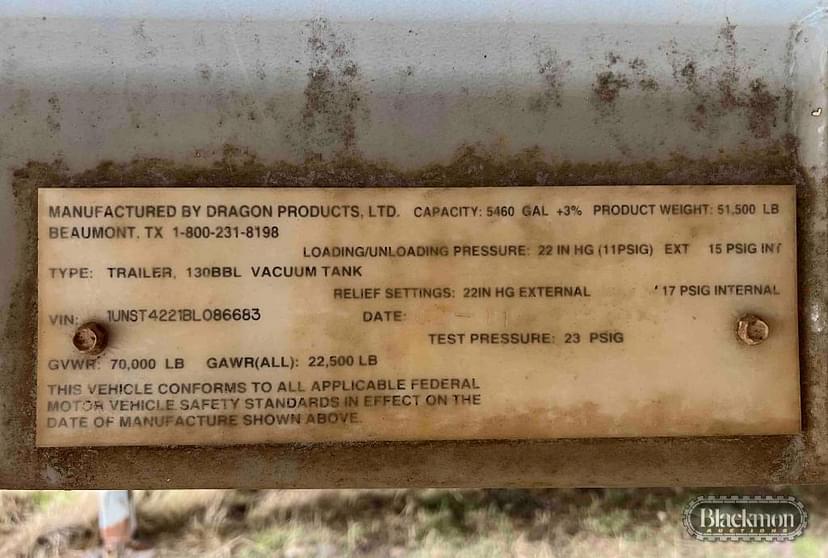 MANUFACTURED BY DRAGON PRODUCTS, LTD. CAPACITY: 5460 GAL +3% PRODUCT WEIGHT: 51,500 LB
BEAUMONT, TX 1-800-231-8198
LOADING/UNLOADING PRESSURE: 22 IN HG (11PSIG) EXT 15 PSIG INT
TYPE: TRAILER, 130BBL VACUUM TANK
RELIEF SETTINGS: 22IN HG EXTERNAL 17 PSIG INTERNAL
VIN: 1UNST4221BL086683 DATE:
TEST PRESSURE: 23 PSIG
GVWR: 70,000 LB GAWR(ALL): 22,500 LB
THIS VEHICLE CONFORMS TO ALL APPLICABLE FEDERAL
MOTOR VEHICLE SAFETY STANDARDS IN EFFECT ON THE
DATE OF MANUFACTURE SHOWN ABOVE.
Blackmon
AUCTIONS